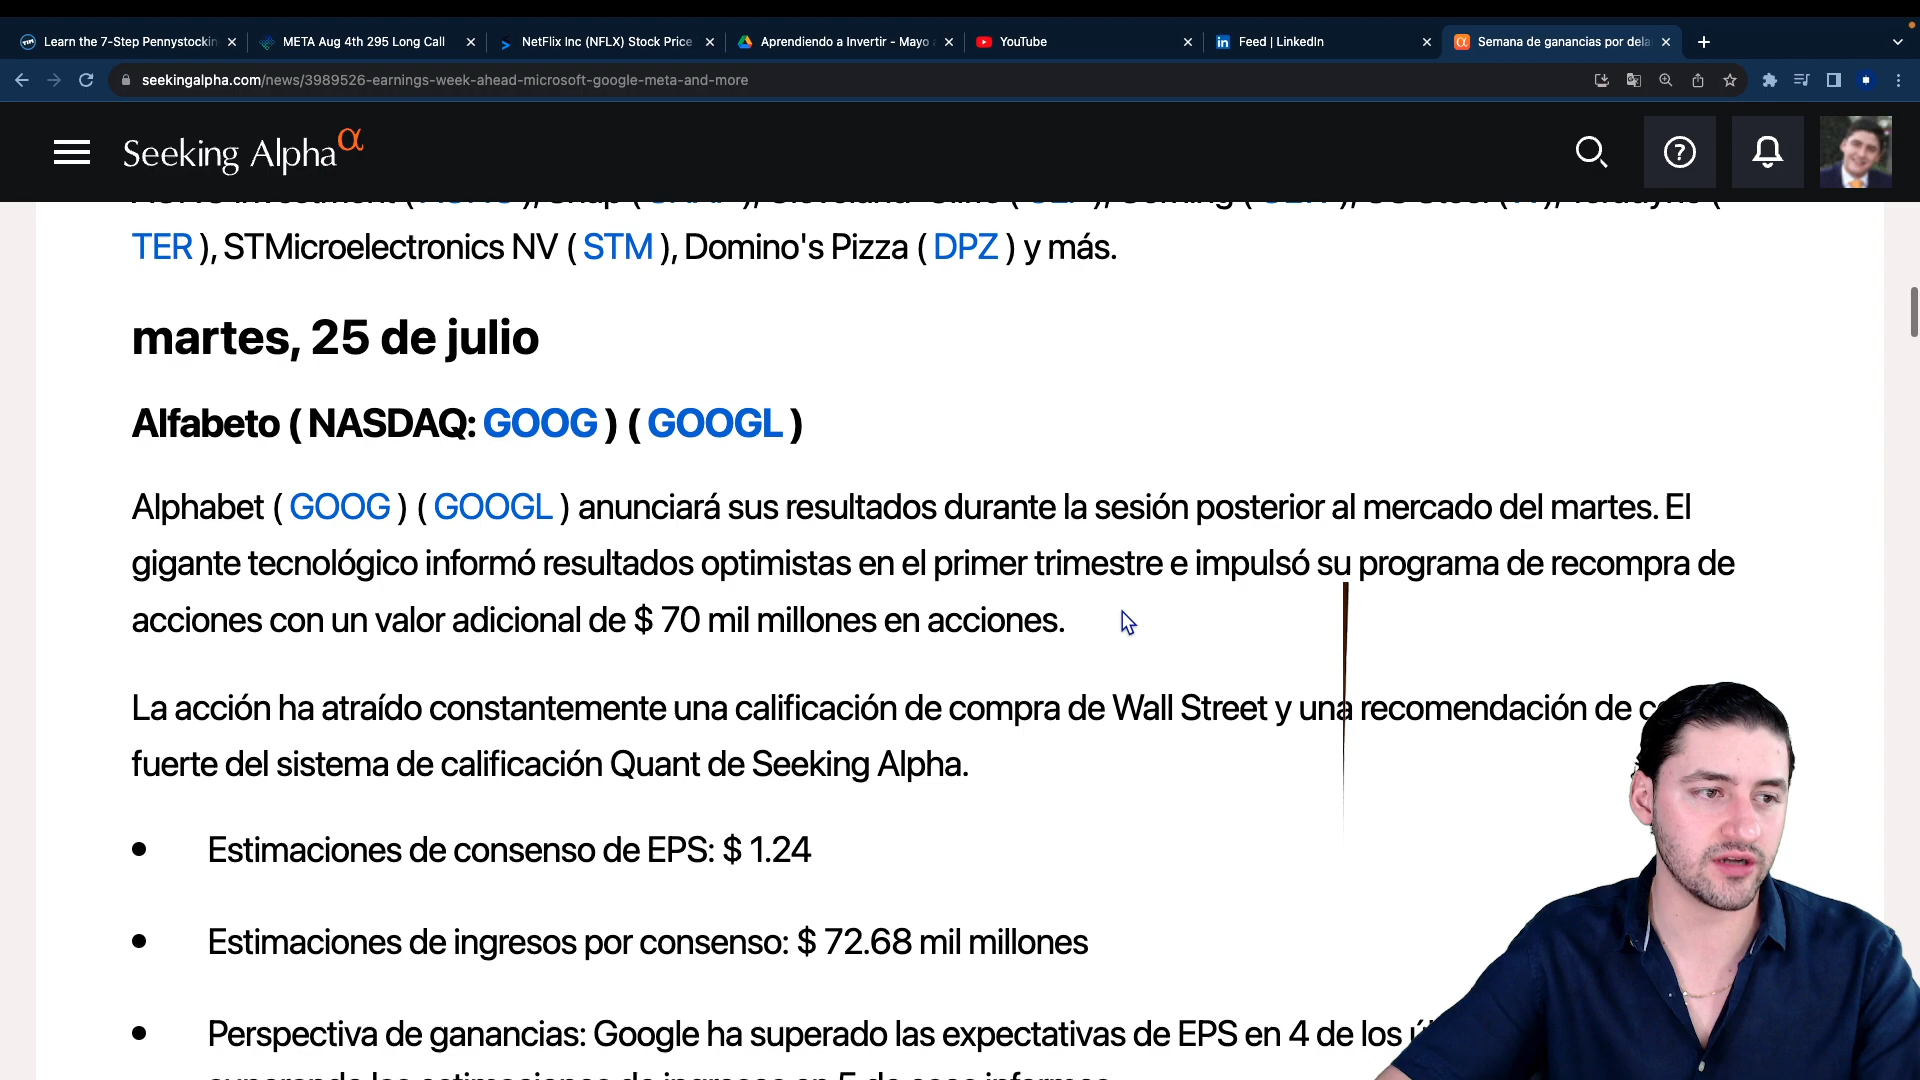 Learn the 7-Step Pennystockin
META Aug 4th 295 Long Call
NetFlix Inc (NFLX) Stock Price
Aprendiendo a Invertir - Mayo
YouTube
Feed | LinkedIn
Semana de ganancias por dela
seekingalpha.com/news/3989526-earnings-week-ahead-microsoft-google-meta-and-more
Seeking Alpha α
TER ), STMicroelectronics NV ( STM ), Domino's Pizza ( DPZ ) y más.
martes, 25 de julio
Alfabeto ( NASDAQ: GOOG ) ( GOOGL )
Alphabet ( GOOG ) ( GOOGL ) anunciará sus resultados durante la sesión posterior al mercado del martes. El
gigante tecnológico informó resultados optimistas en el primer trimestre e impulsó su programa de recompra de
acciones con un valor adicional de $ 70 mil millones en acciones.
La acción ha atraído constantemente una calificación de compra de Wall Street y una recomendación de
fuerte del sistema de calificación Quant de Seeking Alpha.
• Estimaciones de consenso de EPS: $ 1.24
• Estimaciones de ingresos por consenso: $ 72.68 mil millones
• Perspectiva de ganancias: Google ha superado las expectativas de EPS en 4 de los